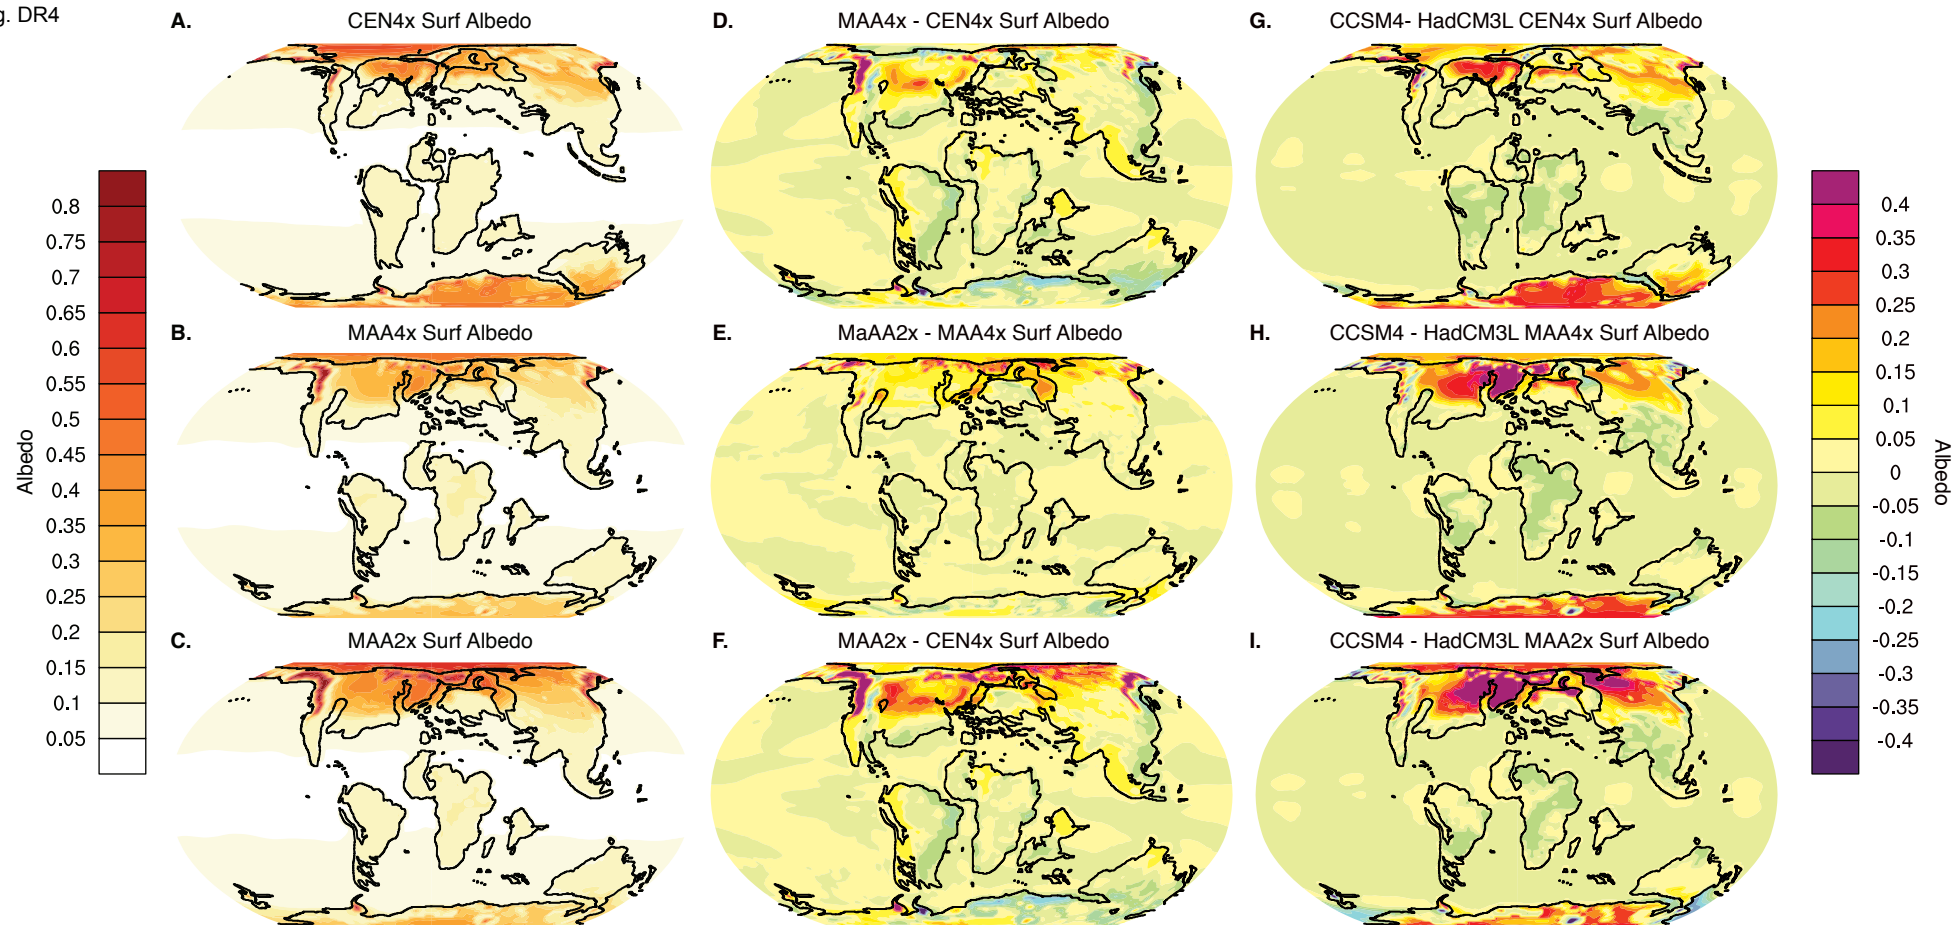 g. DR4
A. CEN4x Surf Albedo
D. MAA4x - CEN4x Surf Albedo
G. CCSM4- HadCM3L CEN4x Surf Albedo
B. MAA4x Surf Albedo
E. MaAA2x - MAA4x Surf Albedo
H. CCSM4 - HadCM3L MAA4x Surf Albedo
C. MAA2x Surf Albedo
F. MAA2x - CEN4x Surf Albedo
I. CCSM4 - HadCM3L MAA2x Surf Albedo
Albedo
0.8
0.75
0.7
0.65
0.6
0.55
0.5
0.45
0.4
0.35
0.3
0.25
0.2
0.15
0.1
0.05
0.4
0.35
0.3
0.25
0.2
0.15
0.1
0.05
0
-0.05
-0.1
-0.15
-0.2
-0.25
-0.3
-0.35
-0.4
Albedo